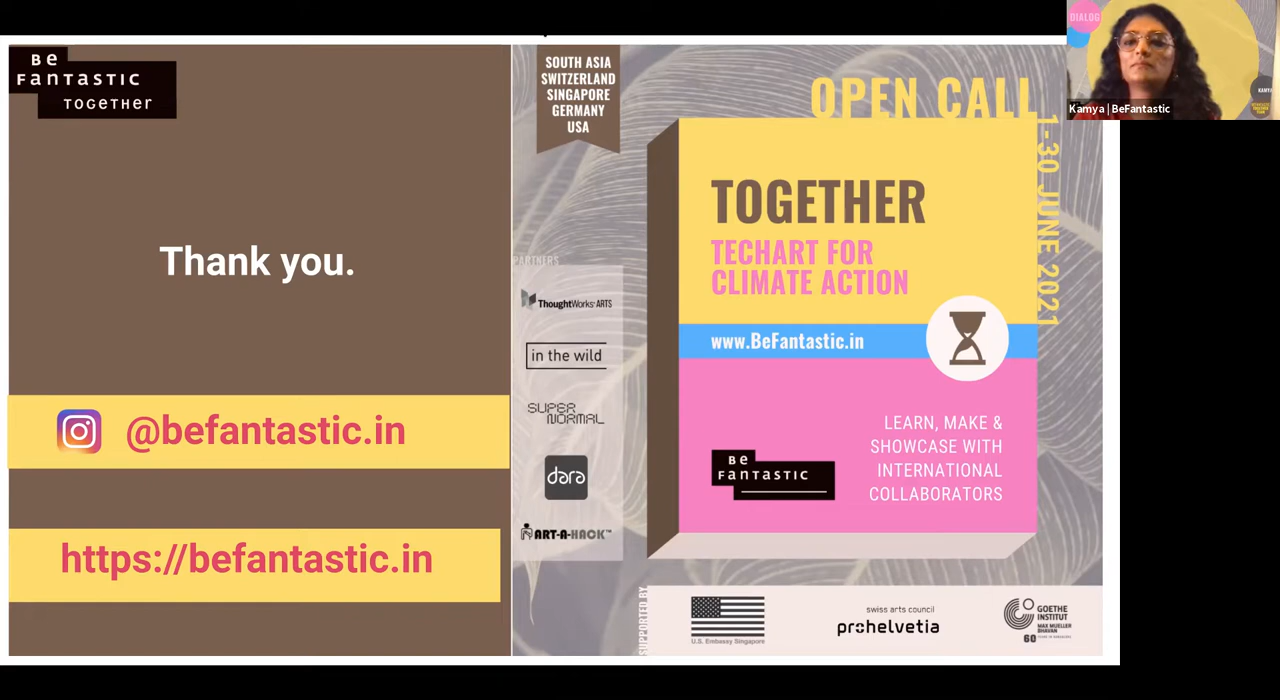 BE
FANTASTIC
TOGETHER
Thank you.
@befantastic.in
https://befantastic.in
SOUTH ASIA
SWITZERLAND
SINGAPORE
GERMANY
USA
OPEN CALL
1-30 JUNE 2021
TOGETHER
TECHART FOR
CLIMATE ACTION
www.BeFantastic.in
LEARN, MAKE &
SHOWCASE WITH
INTERNATIONAL
COLLABORATORS
BE
FANTASTIC
PARTNERS
ThoughtWorks ARTS
in the wild
SUPER
NORMAL
dara
ART-A-HACK™
SUPPORTED BY
U.S. Embassy Singapore
swiss arts council
prohelvetia
GOETHE
INSTITUT
MAX MUELLER
BHAVAN
60
DIALOG
KAMYA
Kamya | BeFantastic